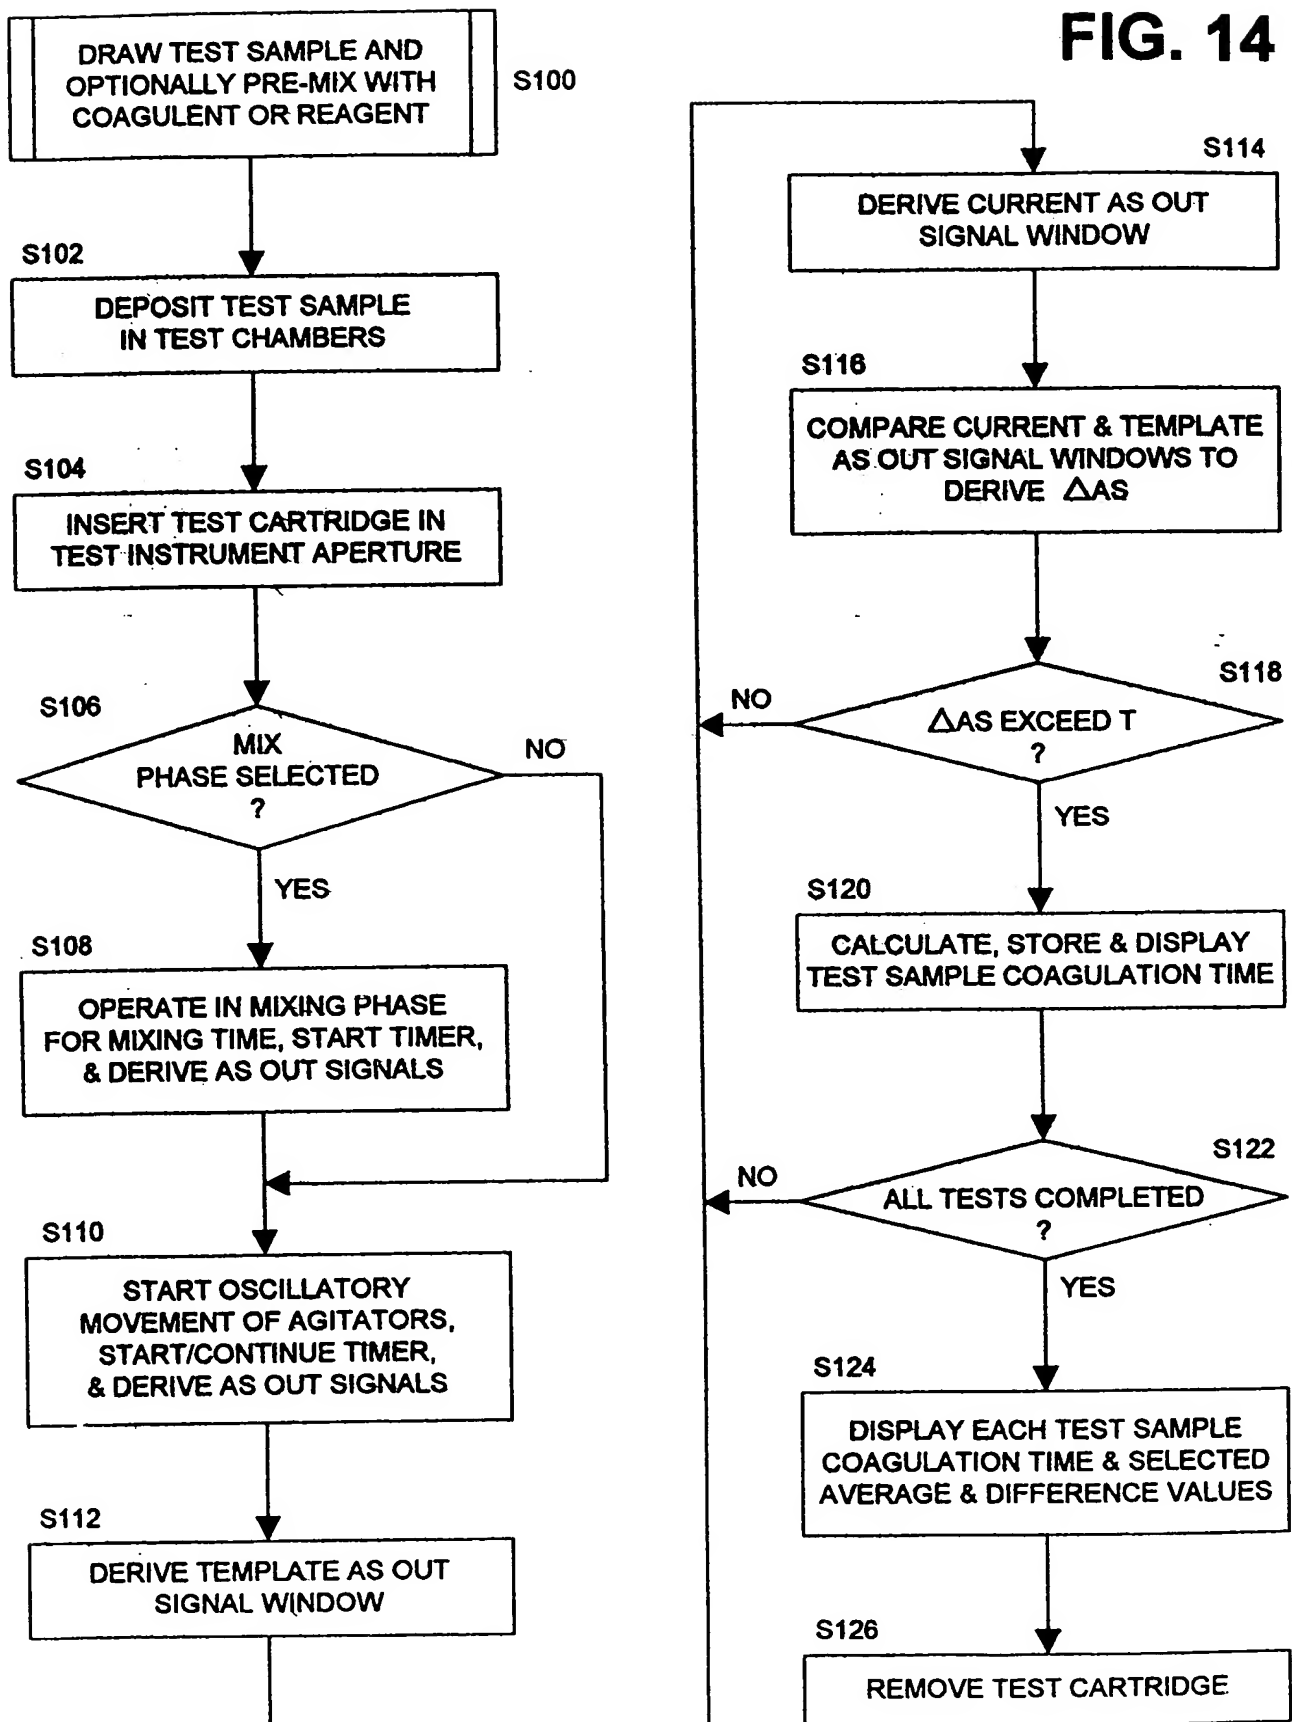 FIG. 14
DRAW TEST SAMPLE AND
OPTIONALLY PRE-MIX WITH
COAGULENT OR REAGENT
S100
S102
DEPOSIT TEST SAMPLE
IN TEST CHAMBERS
S104
INSERT TEST CARTRIDGE IN
TEST INSTRUMENT APERTURE
S106
MIX
PHASE SELECTED
?
NO
YES
S108
OPERATE IN MIXING PHASE
FOR MIXING TIME, START TIMER,
& DERIVE AS OUT SIGNALS
S110
START OSCILLATORY
MOVEMENT OF AGITATORS,
START/CONTINUE TIMER,
& DERIVE AS OUT SIGNALS
S112
DERIVE TEMPLATE AS OUT
SIGNAL WINDOW
S114
DERIVE CURRENT AS OUT
SIGNAL WINDOW
S116
COMPARE CURRENT & TEMPLATE
AS OUT SIGNAL WINDOWS TO
DERIVE △AS
S118
△AS EXCEED T
?
NO
YES
S120
CALCULATE, STORE & DISPLAY
TEST SAMPLE COAGULATION TIME
S122
ALL TESTS COMPLETED
?
NO
YES
S124
DISPLAY EACH TEST SAMPLE
COAGULATION TIME & SELECTED
AVERAGE & DIFFERENCE VALUES
S126
REMOVE TEST CARTRIDGE